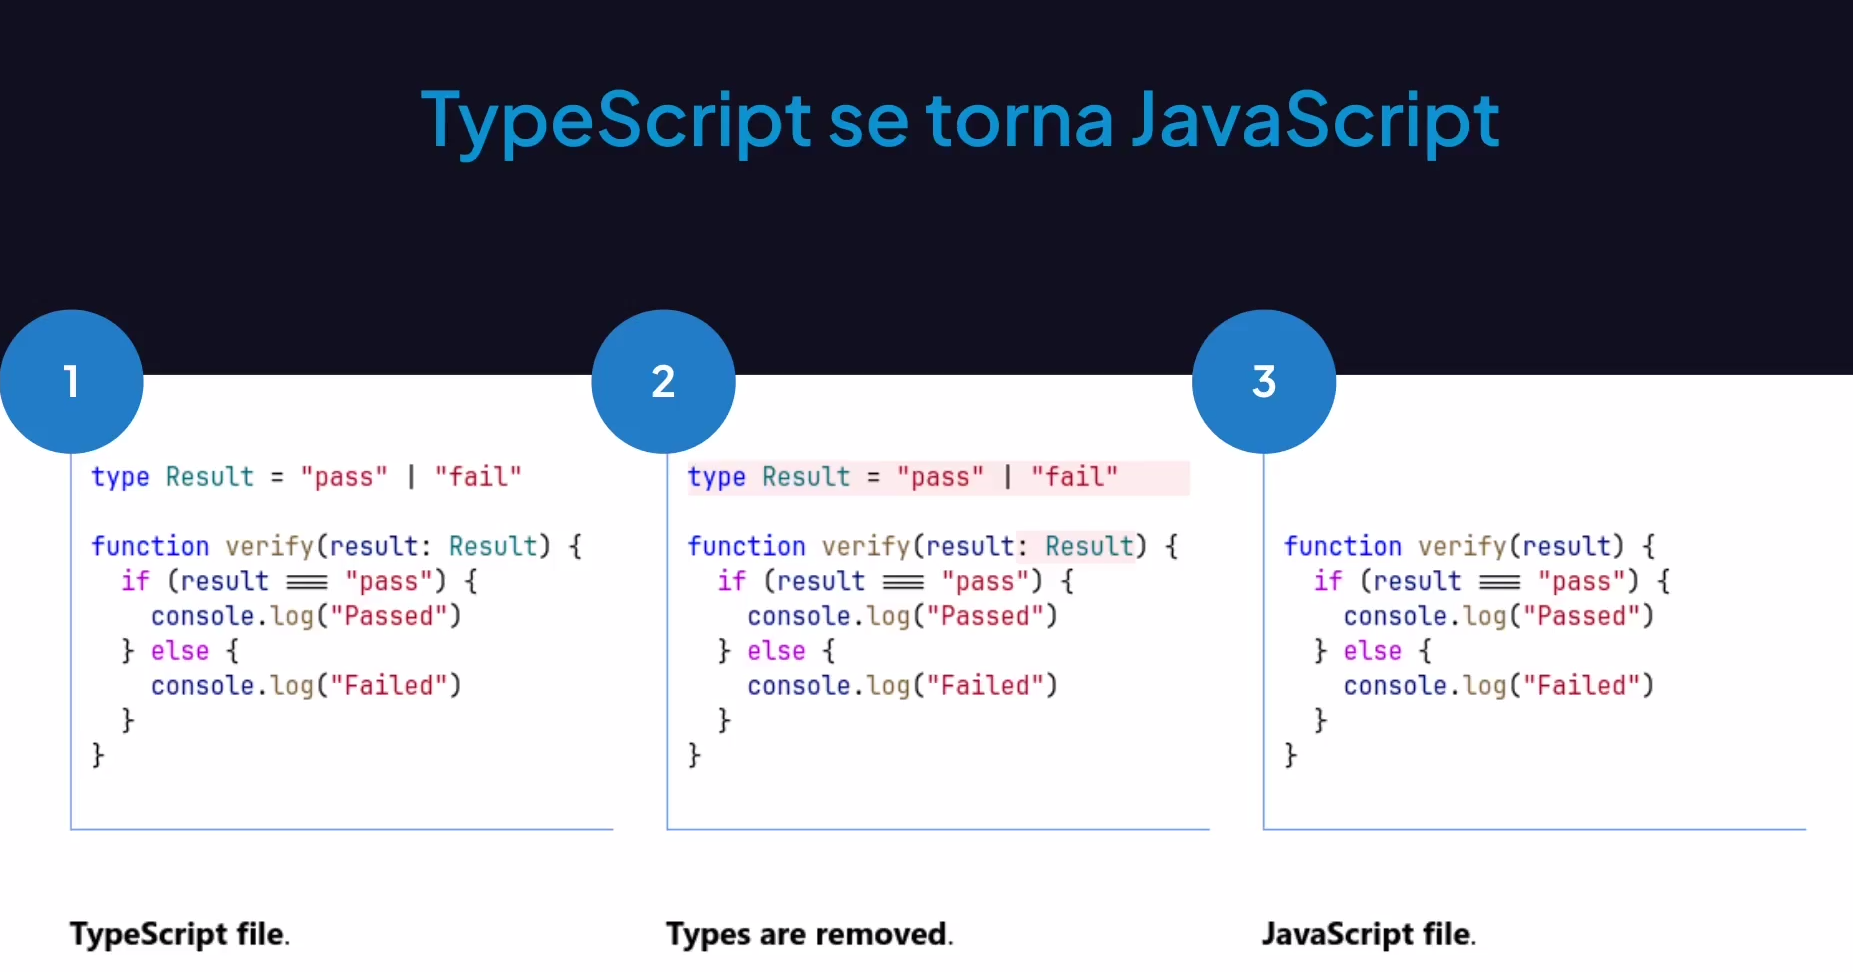 TypeScript se torna JavaScript
1
type Result = "pass" | "fail"
function verify(result: Result) {
if (result === "pass") {
console.log("Passed")
} else {
console.log("Failed")
}
}
TypeScript file.
2
type Result = "pass" | "fail"
function verify(result: Result) {
if (result === "pass") {
console.log("Passed")
} else {
console.log("Failed")
}
}
Types are removed.
3
function verify(result) {
if (result === "pass") {
console.log("Passed")
} else {
console.log("Failed")
}
}
JavaScript file.